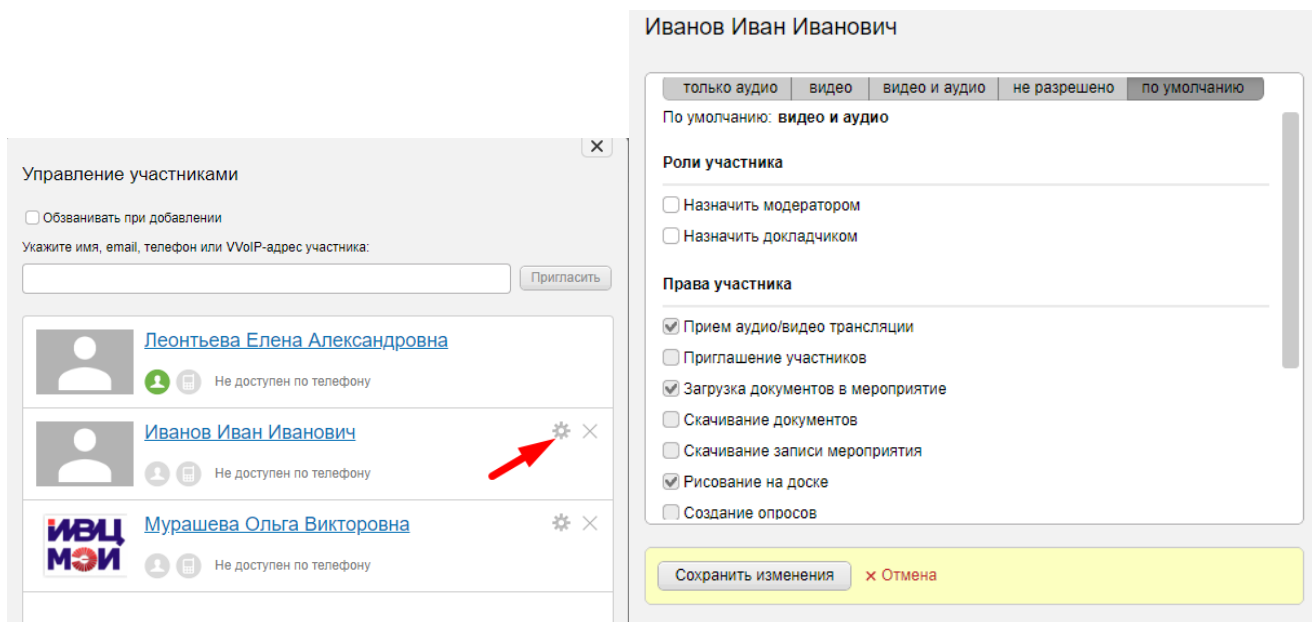 Управление участниками
Обзванивать при добавлении
Укажите имя, email, телефон или VVoIP-адрес участника:
Пригласить
Леонтьева Елена Александровна
Не доступен по телефону
Иванов Иван Иванович
Не доступен по телефону
ИВЦ
МЭИ
Мурашева Ольга Викторовна
Не доступен по телефону
Иванов Иван Иванович
только аудио видео видео и аудио не разрешено по умолчанию
По умолчанию: видео и аудио
Роли участника
Назначить модератором
Назначить докладчиком
Права участника
Прием аудио/видео трансляции
Приглашение участников
Загрузка документов в мероприятие
Скачивание документов
Скачивание записи мероприятия
Рисование на доске
Создание опросов
Сохранить изменения × Отмена